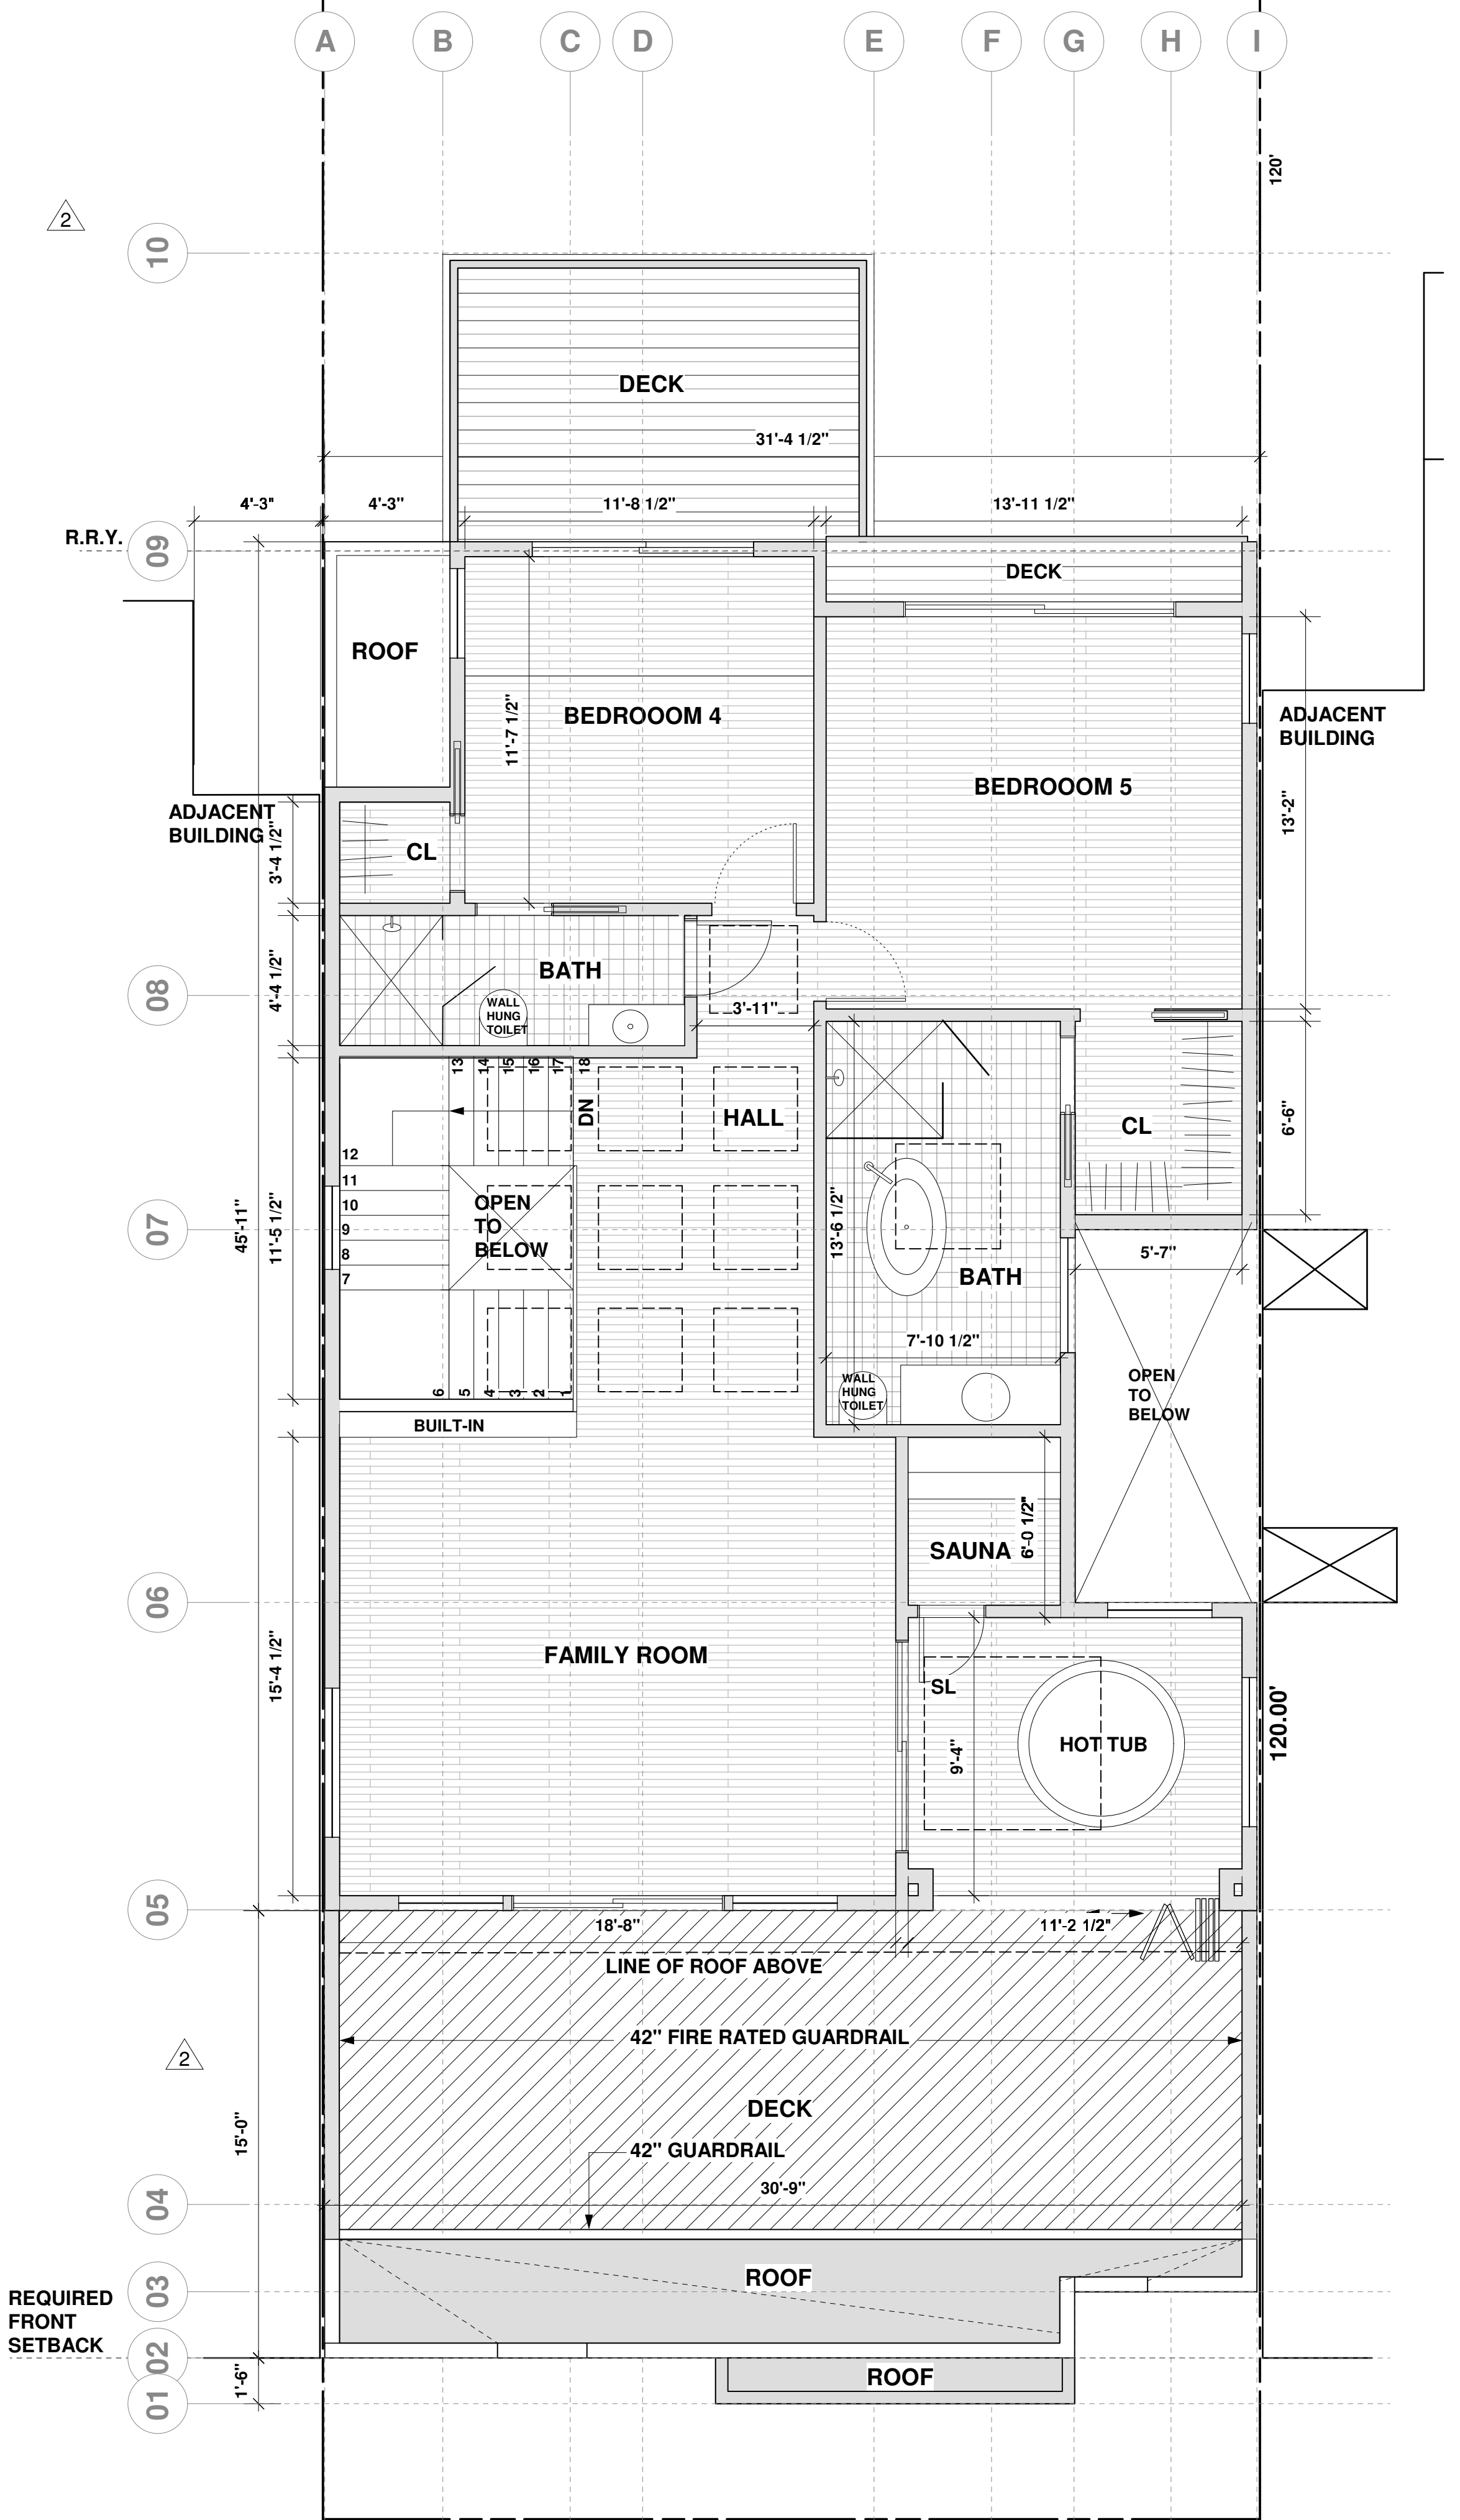 A B C D E F G H I
120'
2
10
DECK
31'-4 1/2"
4'-3" 4'-3" 11'-8 1/2" 13'-11 1/2"
R.R.Y.
09
DECK
ROOF
BEDROOOM 4
11'-7 1/2"
ADJACENT
BUILDING
BEDROOOM 5
13'-2"
ADJACENT
BUILDING
3'-4 1/2"
CL
BATH
4'-4 1/2"
08
WALL
HUNG
TOILET
3'-11"
13 14 15 16 17 18
DN
HALL
CL
6'-6"
12
11
10
9
8
7
OPEN
TO
BELOW
45'-11"
11'-5 1/2"
07
13'-6 1/2"
5'-7"
BATH
7'-10 1/2"
WALL
HUNG
TOILET
OPEN
TO
BELOW
6 5 4 3 2 1
BUILT-IN
SAUNA
6'-0 1/2"
06
FAMILY ROOM
15'-4 1/2"
SL
HOT TUB
9'-4"
120.00'
05
18'-8" 11'-2 1/2"
LINE OF ROOF ABOVE
42" FIRE RATED GUARDRAIL
2
DECK
15'-0"
42" GUARDRAIL
30'-9"
04
ROOF
03
REQUIRED
FRONT
SETBACK
02
ROOF
1'-6"
01